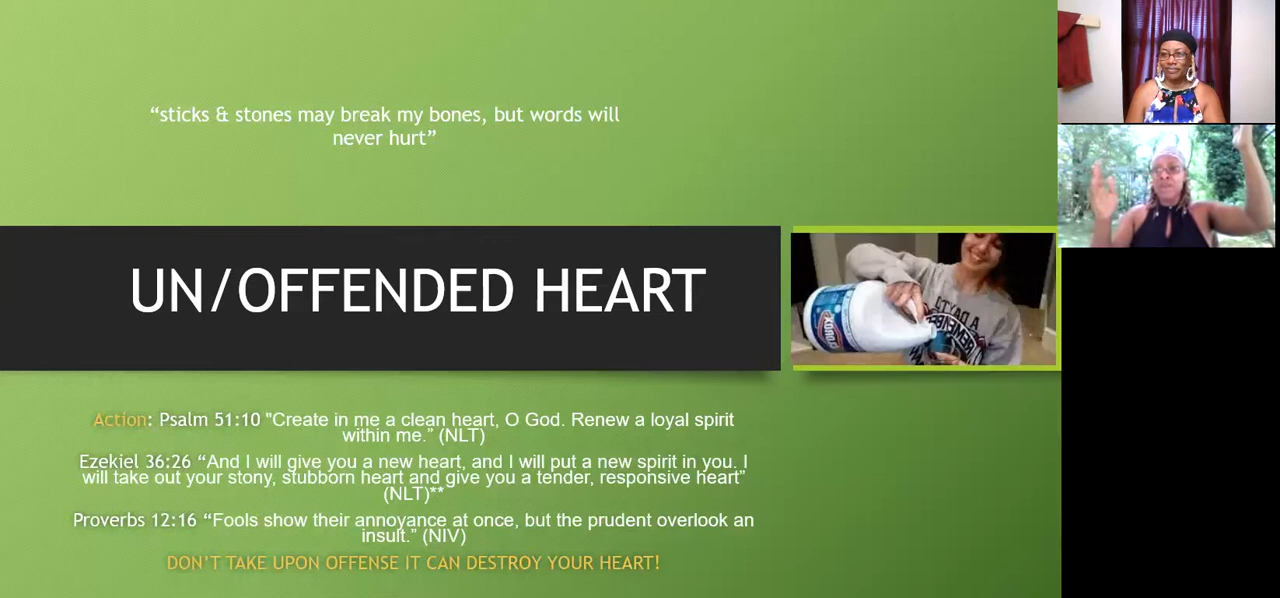 “sticks & stones may break my bones, but words will
never hurt”
UN/OFFENDED HEART
CLOROX
A DAY TO
REMEMBER
Action: Psalm 51:10 "Create in me a clean heart, O God. Renew a loyal spirit
within me.” (NLT)
Ezekiel 36:26 “And I will give you a new heart, and I will put a new spirit in you. I
will take out your stony, stubborn heart and give you a tender, responsive heart”
(NLT)**
Proverbs 12:16 “Fools show their annoyance at once, but the prudent overlook an
insult.” (NIV)
DON’T TAKE UPON OFFENSE IT CAN DESTROY YOUR HEART!